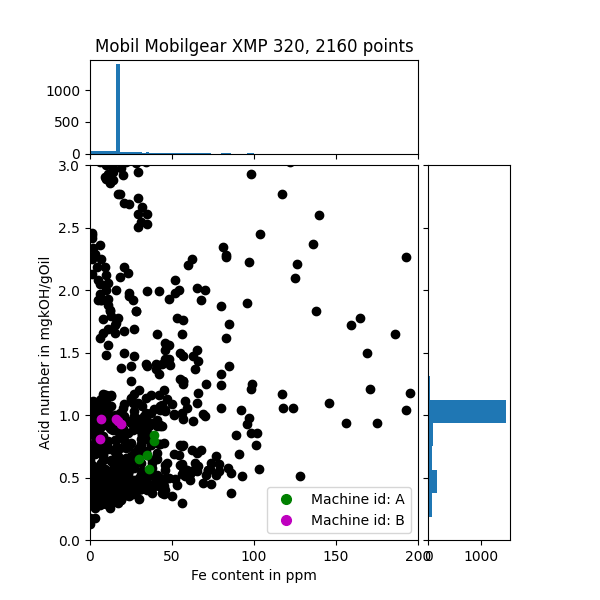 Mobil Mobilgear XMP 320, 2160 points
1000
500
0
3.0
2.5
2.0
1.5
1.0
0.5
0.0
Acid number in mgkOH/gOil
Machine id: A
Machine id: B
0 50 100 150 200
0 1000
Fe content in ppm